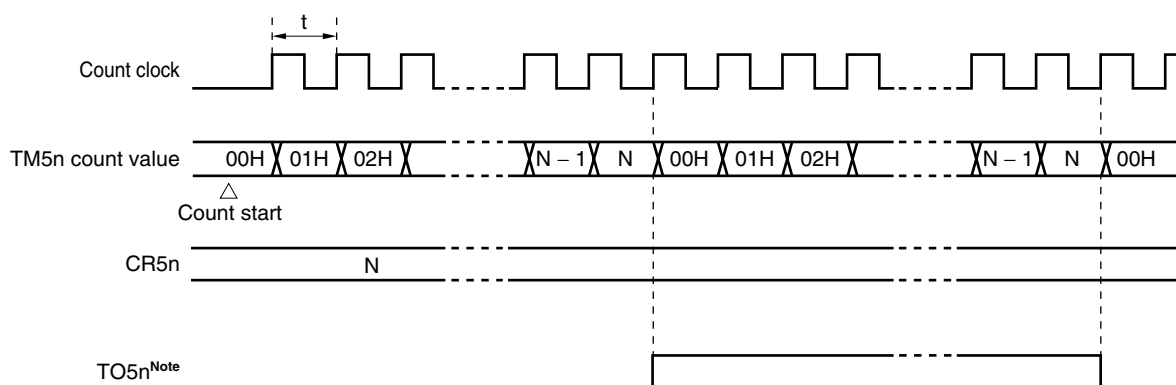 t
Count clock
TM5n count value 00H 01H 02H N – 1 N 00H 01H 02H N – 1 N 00H
Count start
CR5n N
TO5nNote